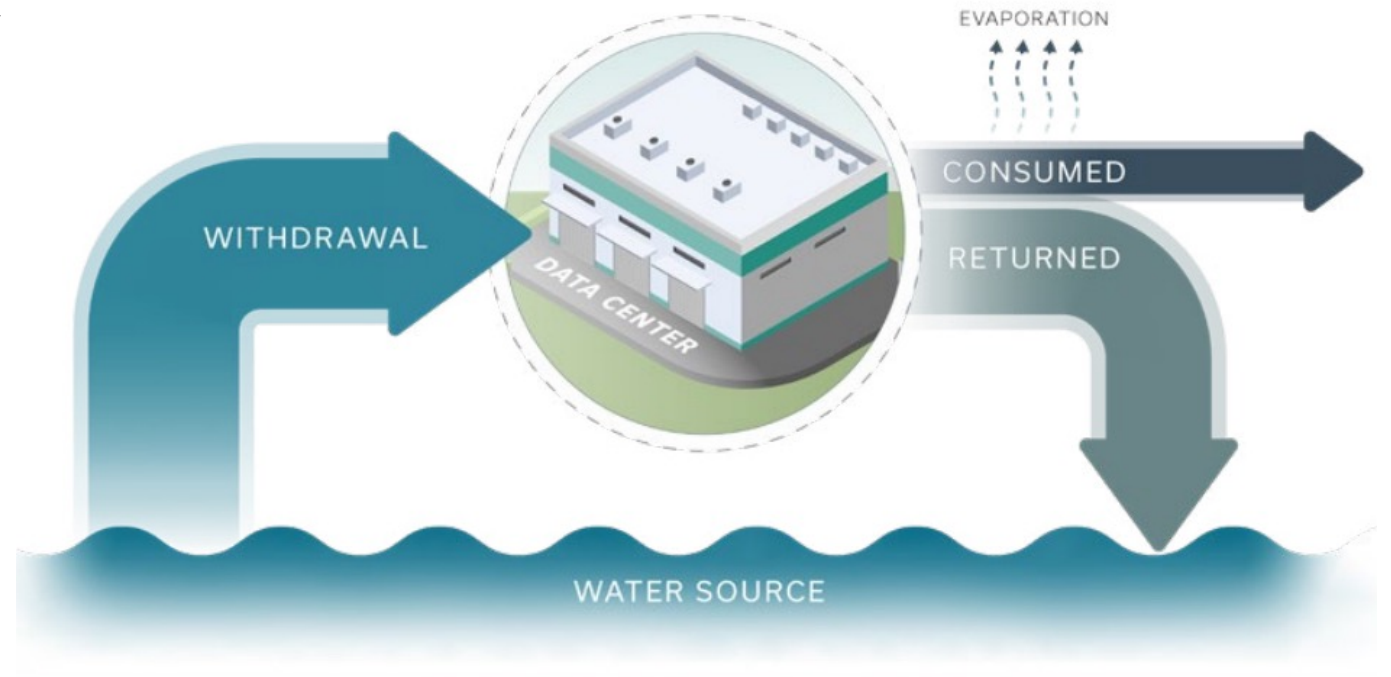 EVAPORATION
CONSUMED
WITHDRAWAL
RETURNED
DATA CENTER
WATER SOURCE